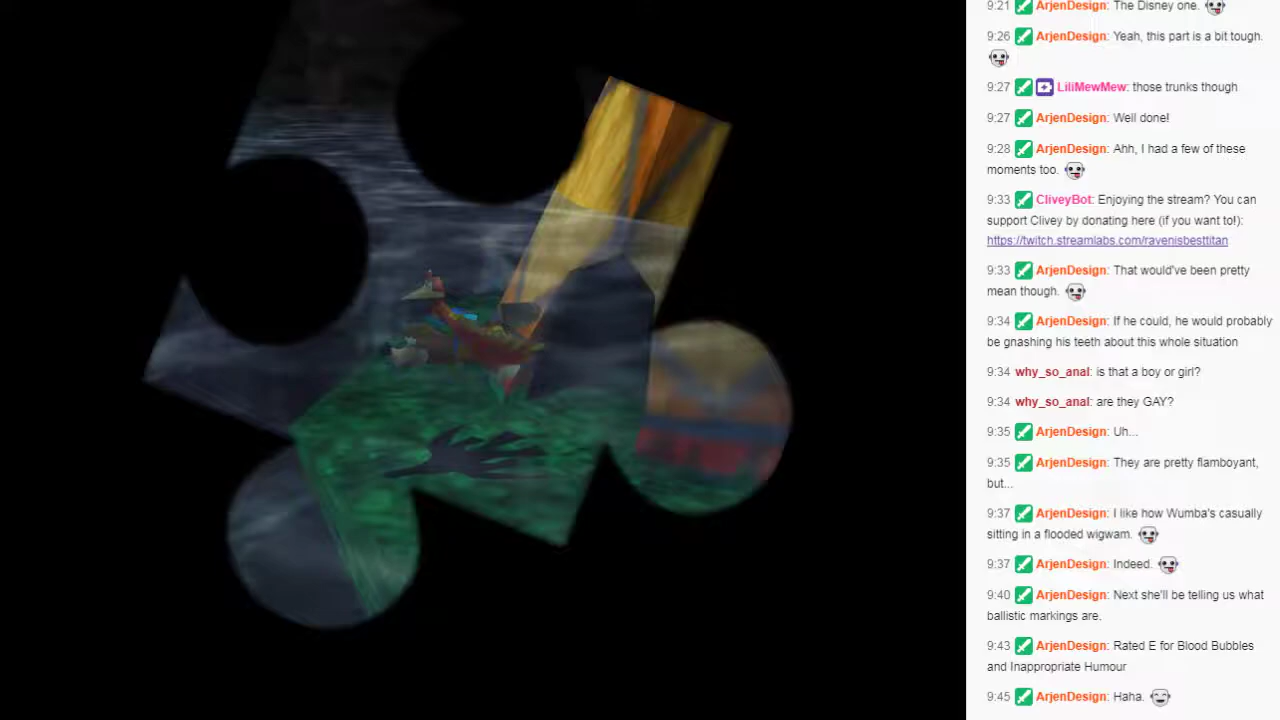 9:21 ArjenDesign: The Disney one.
9:26 ArjenDesign: Yeah, this part is a bit tough.
9:27 LiliMewMew: those trunks though
9:27 ArjenDesign: Well done!
9:28 ArjenDesign: Ahh, I had a few of these
moments too.
9:33 CliveyBot: Enjoying the stream? You can
support Clivey by donating here (if you want to!):
https://twitch.streamlabs.com/ravenisbesttitan
9:33 ArjenDesign: That would've been pretty
mean though.
9:34 ArjenDesign: If he could, he would probably
be gnashing his teeth about this whole situation
9:34 why_so_anal: is that a boy or girl?
9:34 why_so_anal: are they GAY?
9:35 ArjenDesign: Uh...
9:35 ArjenDesign: They are pretty flamboyant,
but...
9:37 ArjenDesign: I like how Wumba's casually
sitting in a flooded wigwam.
9:37 ArjenDesign: Indeed.
9:40 ArjenDesign: Next she'll be telling us what
ballistic markings are.
9:43 ArjenDesign: Rated E for Blood Bubbles
and Inappropriate Humour
9:45 ArjenDesign: Haha.